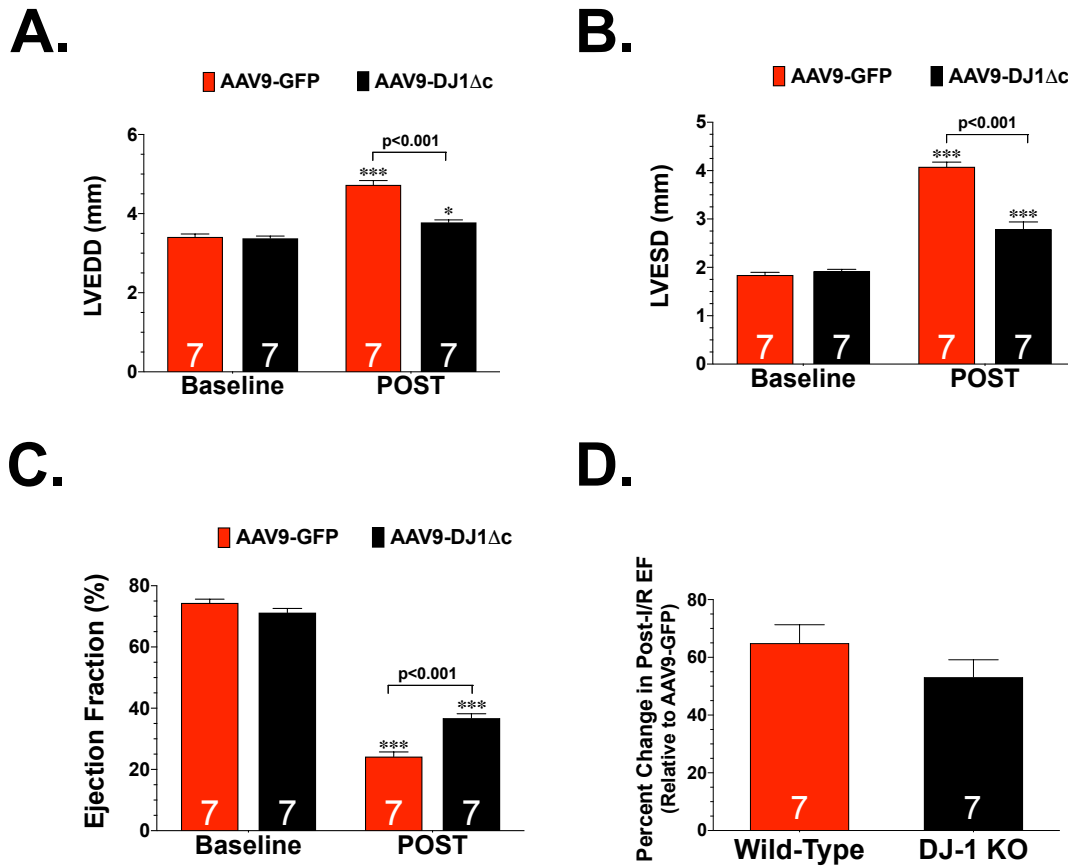 A.
AAV9-GFP AAV9-DJ1Δc
LVEDD (mm)
6
4
2
0
p<0.001
***
*
7 7 7 7
Baseline POST
B.
AAV9-GFP AAV9-DJ1Δc
LVESD (mm)
5
4
3
2
1
0
p<0.001
***
***
7 7 7 7
Baseline POST
C.
AAV9-GFP AAV9-DJ1Δc
Ejection Fraction (%)
80
60
40
20
0
p<0.001
***
***
7 7 7 7
Baseline POST
D.
Percent Change in Post-I/R EF
(Relative to AAV9-GFP)
80
60
40
20
0
7 7
Wild-Type DJ-1 KO